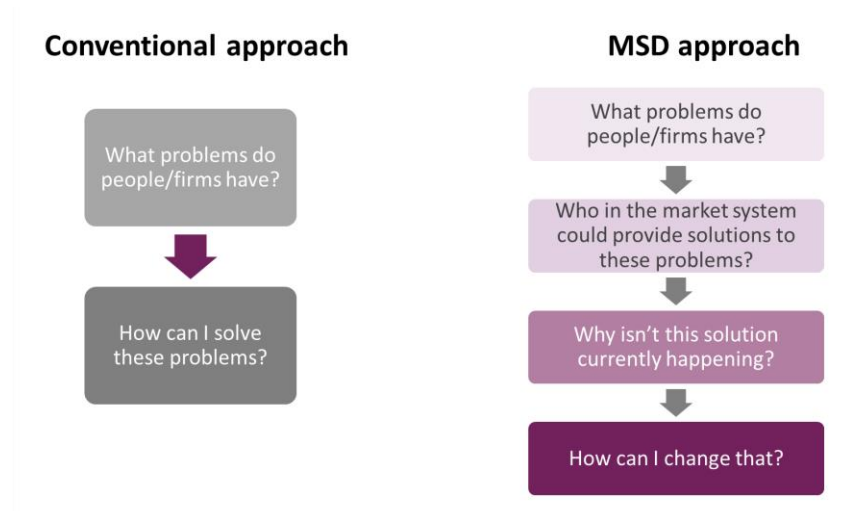 Conventional approach
What problems do
people/firms have?
How can I solve
these problems?
MSD approach
What problems do
people/firms have?
Who in the market system
could provide solutions to
these problems?
Why isn’t this solution
currently happening?
How can I change that?